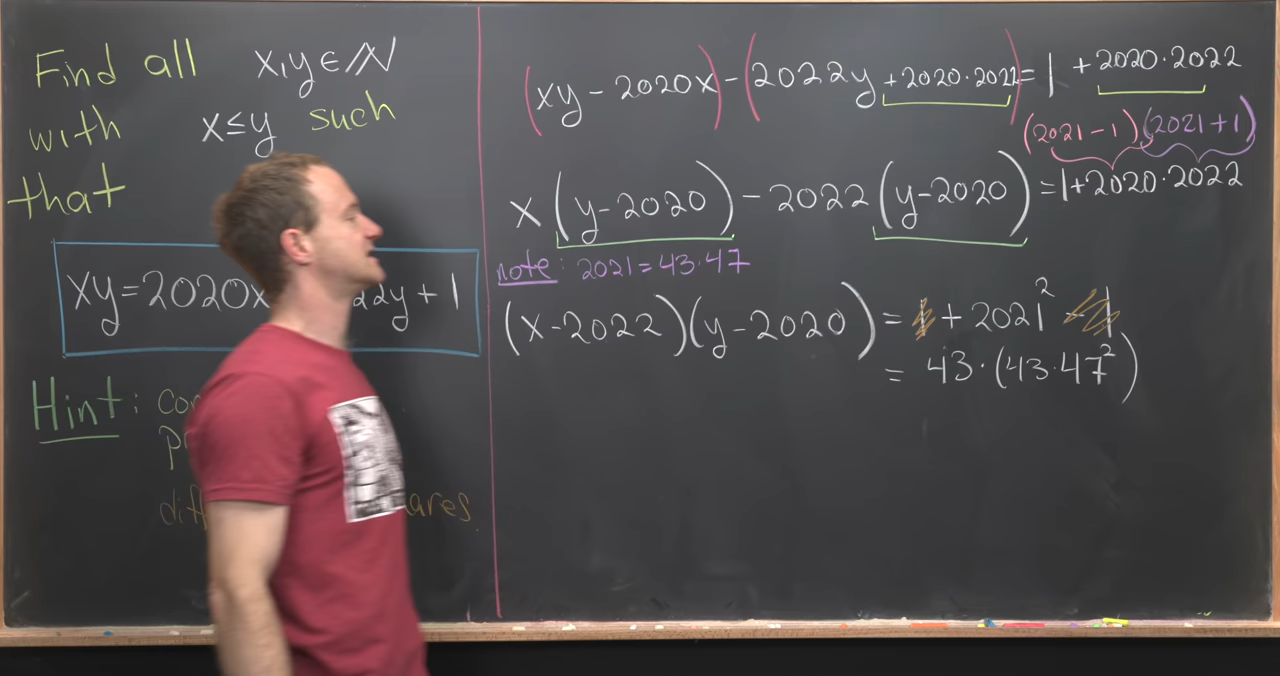 Find all x,y ∈ ℕ
with x ≤ y such
that
xy = 2020x 22y + 1
Hint:
ares
(xy - 2020x) - (2022y + 2020·2022) = 1 + 2020·2022
(2021 - 1) (2021 + 1)
x(y - 2020) - 2022(y - 2020) = 1 + 2020·2022
note: 2021 = 43·47
(x - 2022)(y - 2020) = 1 + 2021² - 1
= 43·(43·47²)